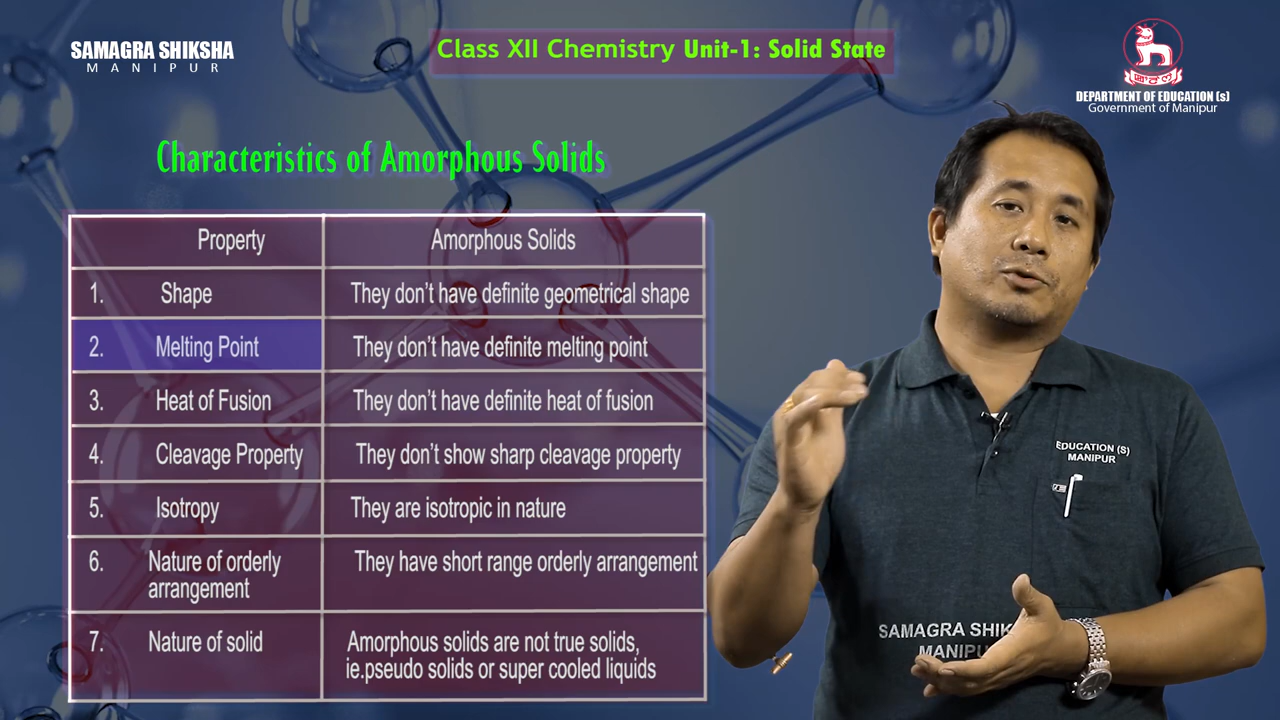 SAMAGRA SHIKSHA
MANIPUR
Class XII Chemistry Unit-1: Solid State
DEPARTMENT OF EDUCATION (s)
Government of Manipur
Characteristics of Amorphous Solids
Property Amorphous Solids
1. Shape They don't have definite geometrical shape
2. Melting Point They don't have definite melting point
3. Heat of Fusion They don't have definite heat of fusion
4. Cleavage Property They don't show sharp cleavage property
5. Isotropy They are isotropic in nature
6. Nature of orderly They have short range orderly arrangement
arrangement
7. Nature of solid Amorphous solids are not true solids,
ie.pseudo solids or super cooled liquids
EDUCATION (S)
MANIPUR
SAMAGRA SHIK
MANIPUR